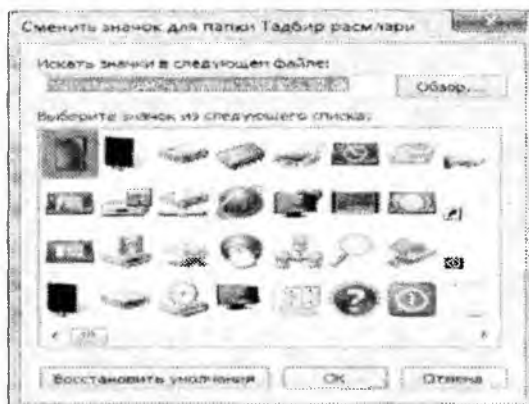 Сменить значок для папки Тадбир расмлари
Искать значки в следующем файле:
Обзор...
Выберите значок из следующего списка:
Восстановить умолчания
ОК
Отмена